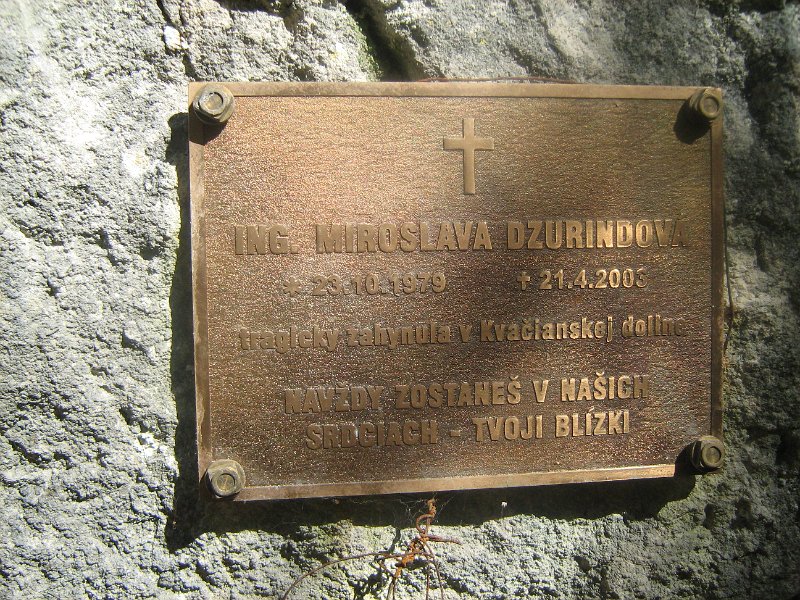 ING. MIROSLAVA DZURINDOVÁ
* 23.10.1979 + 21.4.2003
tragicky zahynula v Kvačianskej doline
NAVŽDY ZOSTANEŠ V NAŠICH
SRDCIACH - TVOJI BLÍZKI